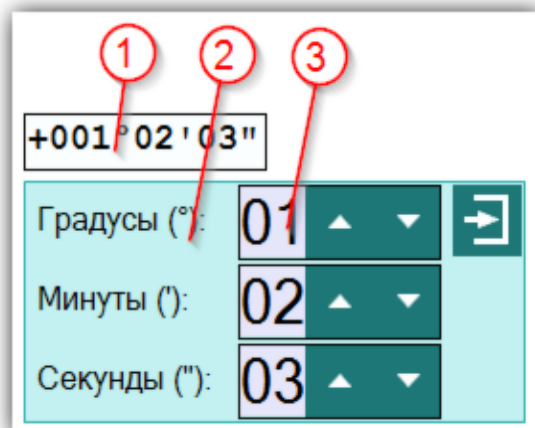 1 2 3
+001°02'03"
Градусы (°): 01
Минуты ('): 02
Секунды ("): 03